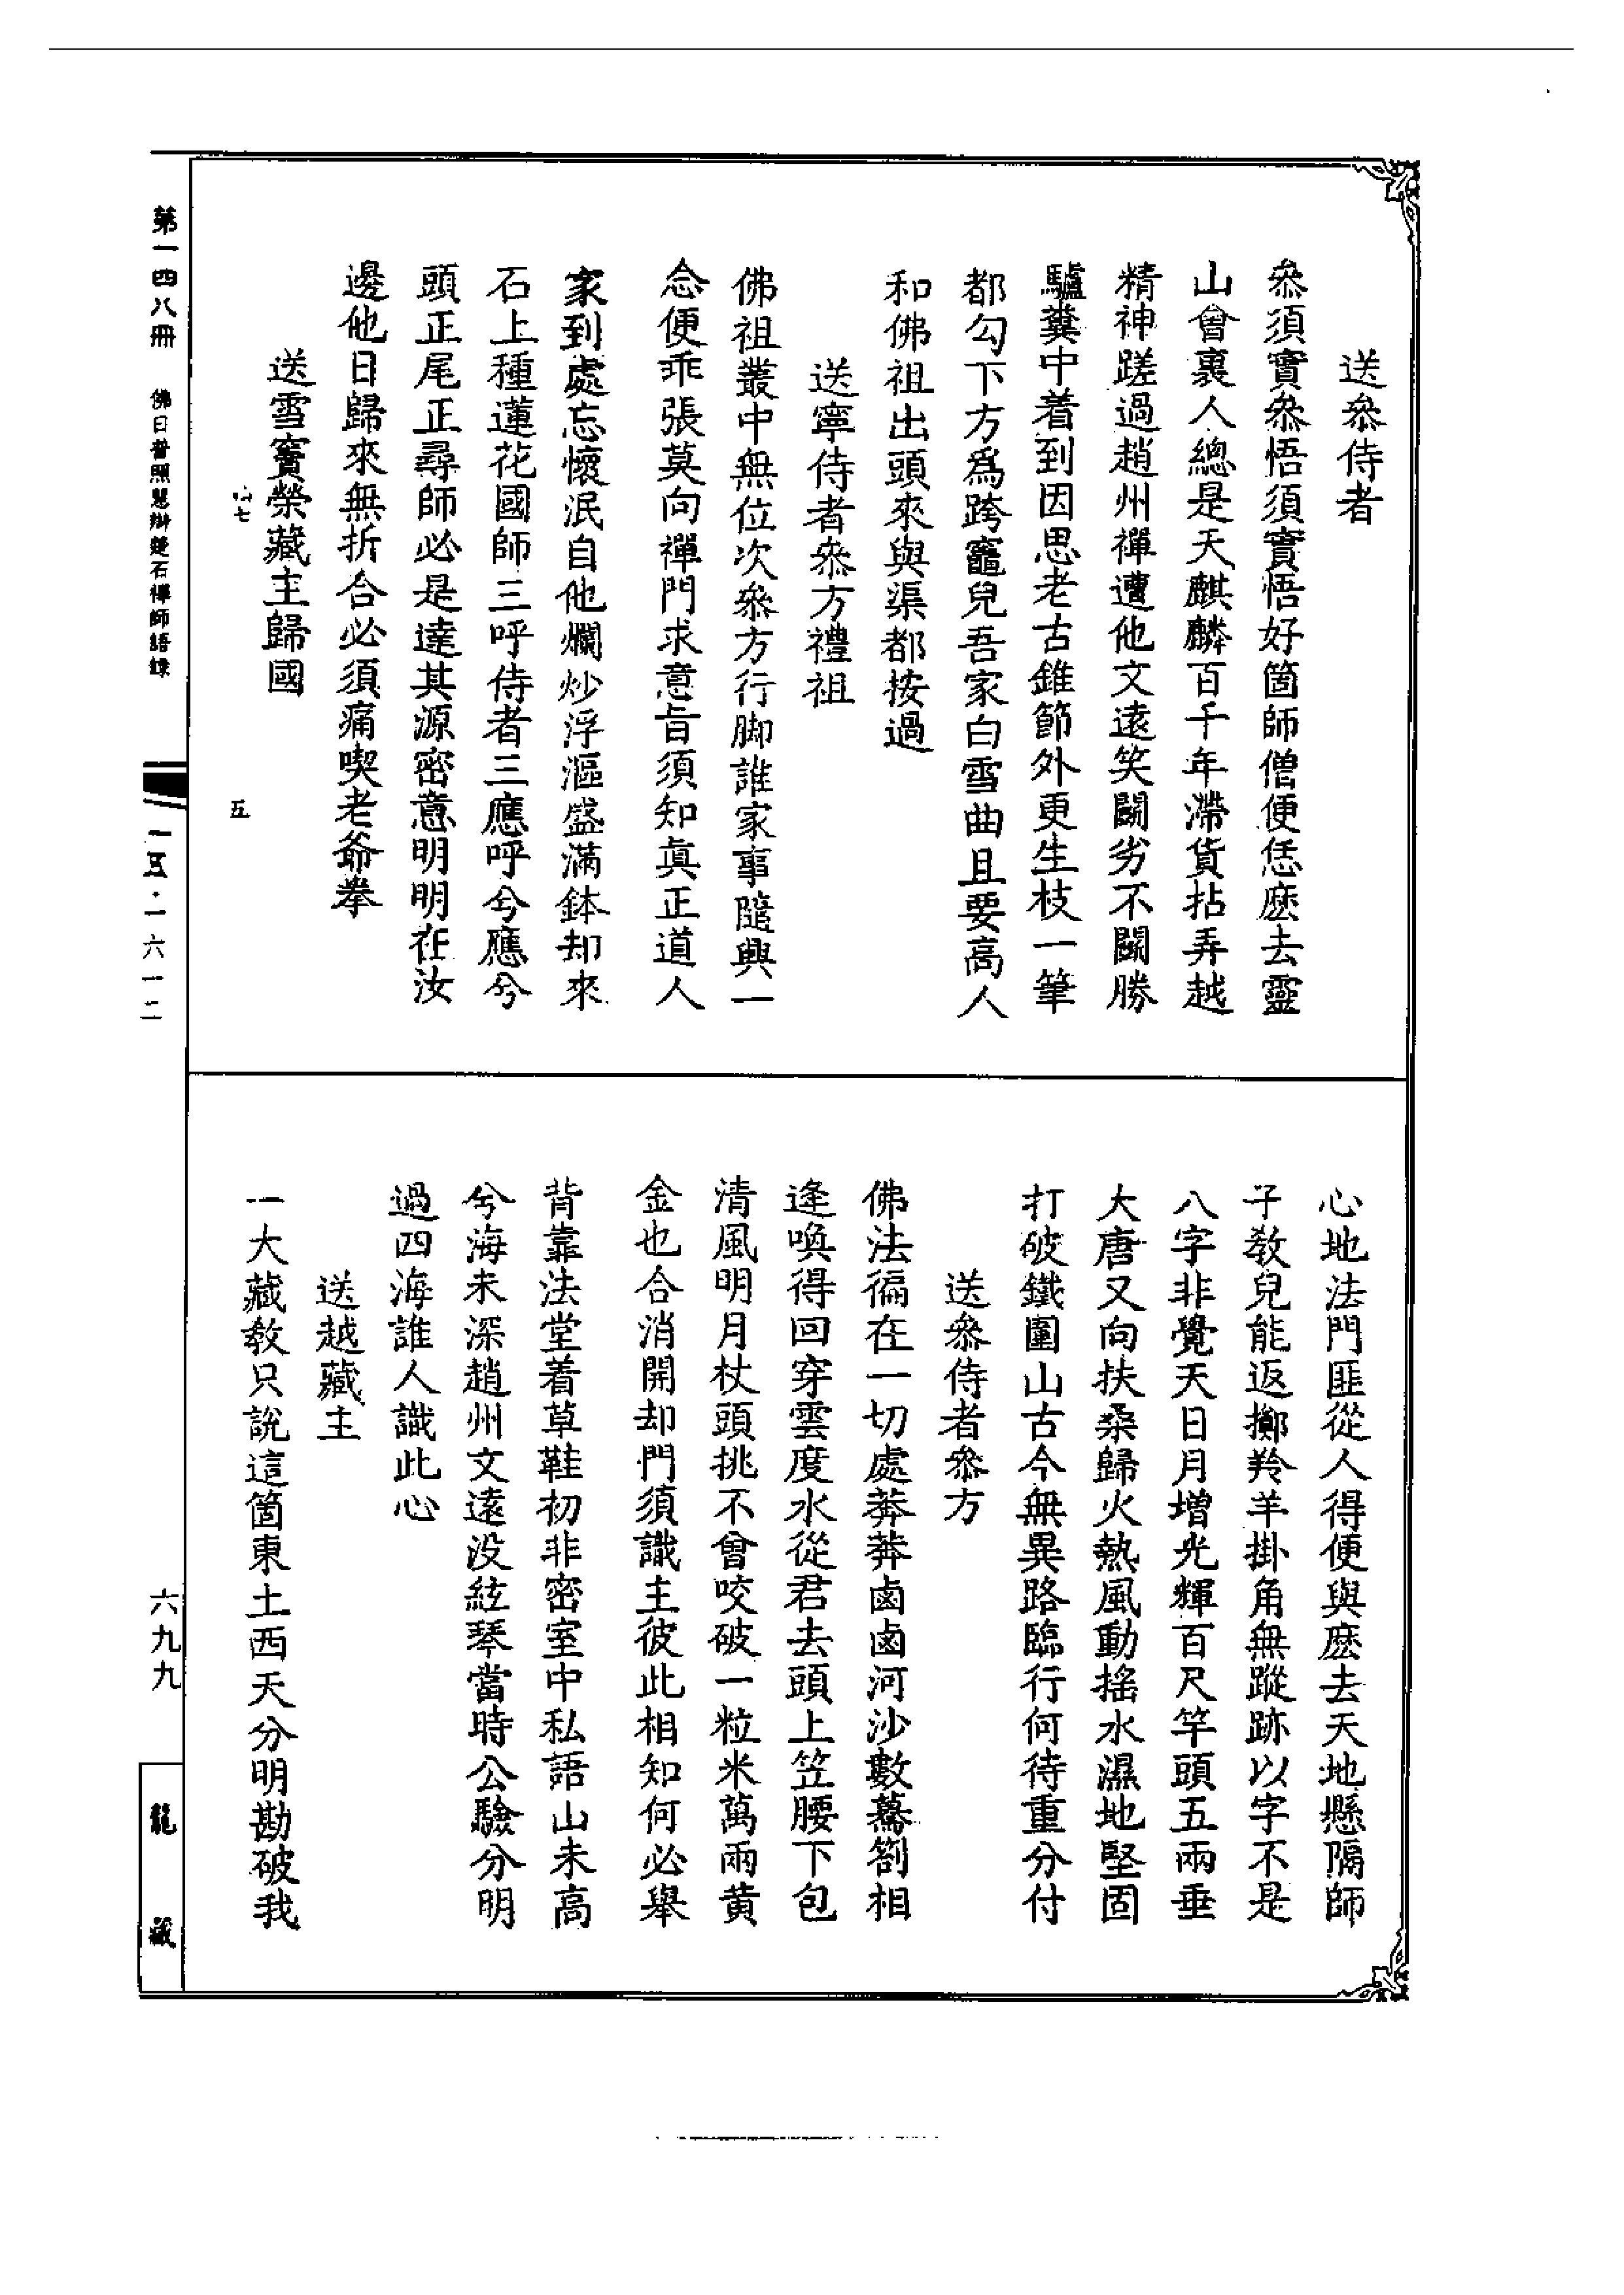 送叅侍者
叅須實叅悟須實悟好箇師僧便恁麽去靈
山會裏人總是天麒麟百千年滯貨拈弄越
精神蹉過趙州禪遭他文遠笑鬭劣不鬭勝
驢糞中着到因思老古錐節外更生枝一筆
都勾下方爲跨竈兒吾家白雪曲且要高人
和佛祖出頭來與渠都按過
送寧侍者叅方禮祖
佛祖叢中無位次叅方行脚誰家事隨興一
念便乖張莫向禪門求意旨須知眞正道人
家到處忘懷泯自他爛炒浮漚盛滿鉢却來
石上種蓮花國師三呼侍者三應呼兮應兮
頭正尾正尋師必是達其源密意明明在汝
邊他日歸來無折合必須痛喫老爺拳
送雪竇榮藏主歸國
心地法門匪從人得便與麽去天地懸隔師
子敎兒能返擲羚羊掛角無蹤跡以字不是
八字非覺天日月增光輝百尺竿頭五兩垂
大唐又向扶桑歸火熱風動搖水濕地堅固
打破鐵圍山古今無異路臨行何待重分付
送叅侍者叅方
佛法徧在一切處莽莽鹵鹵河沙數驀劄相
逢喚得回穿雲度水從君去頭上笠腰下包
清風明月杖頭挑不曾咬破一粒米萬兩黄
金也合消開却門須識主彼此相知何必舉
背靠法堂着草鞋初非密室中私語山未高
兮海未深趙州文遠没絃琴當時公驗分明
過四海誰人識此心
送越藏主
一大藏敎只說這箇東土西天分明勘破我
第一四八冊 佛日普照慧辯楚石禪師語錄
七 五
一三·一六一二
六九九
龍藏